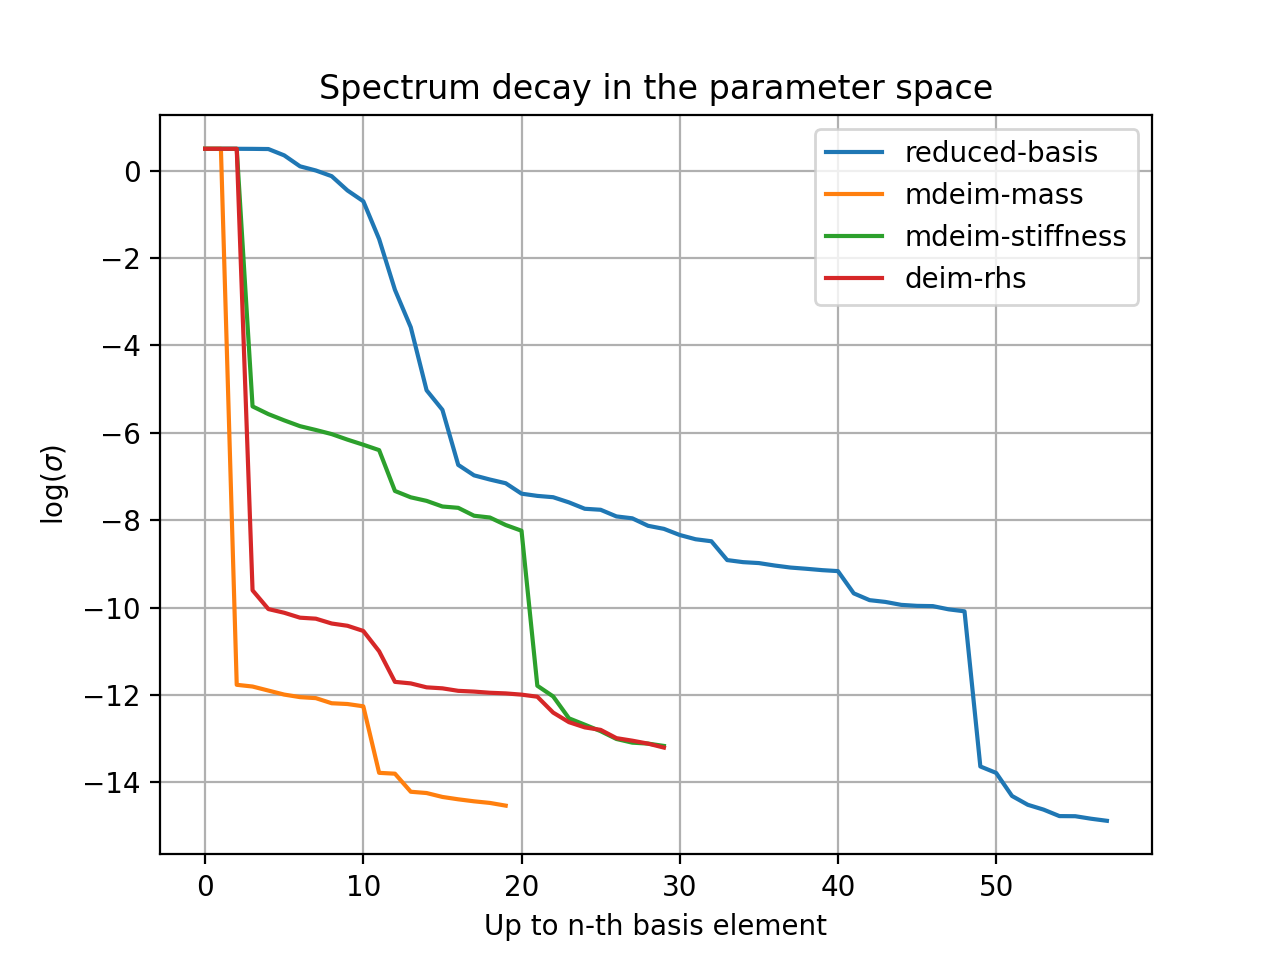 Spectrum decay in the parameter space
reduced-basis
mdeim-mass
mdeim-stiffness
deim-rhs
0
−2
−4
−6
−8
−10
−12
−14
log(σ)
0 10 20 30 40 50
Up to n-th basis element